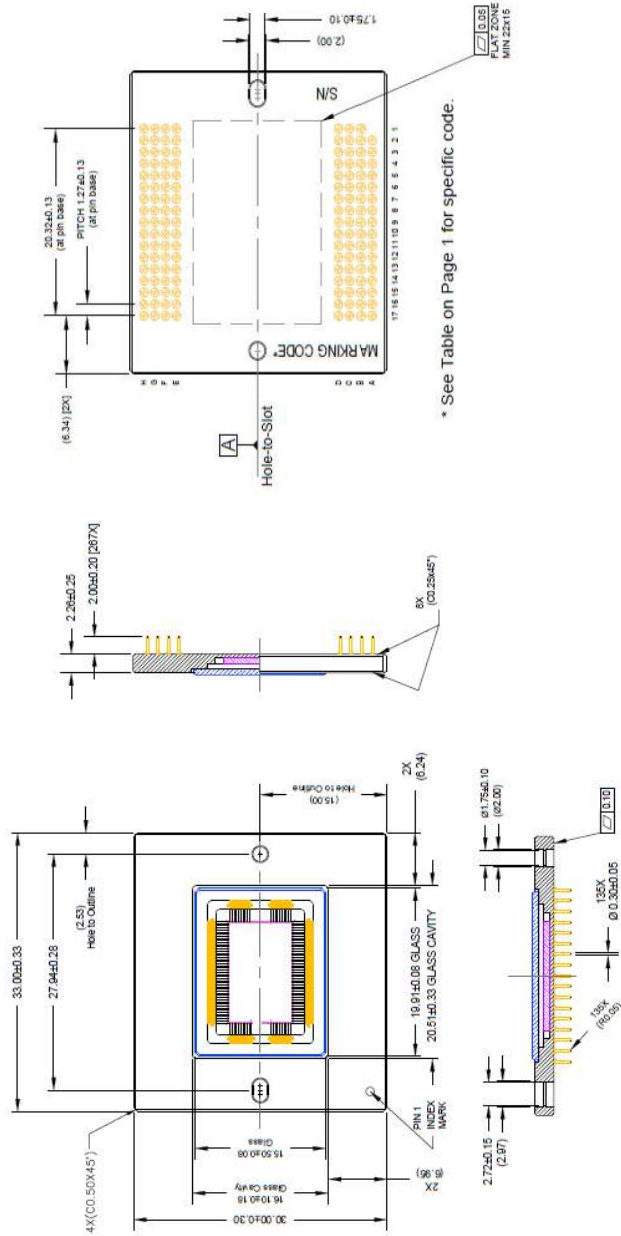 1.75±0.10
(2.00)
0.05
FLAT ZONE
MIN 22x15
S/N
20.32±0.13
(at pin base)
PITCH 1.27±0.13
(at pin base)
(6.34) [2X]
H
G
F
E
D
C
B
A
17 16 15 14 13 12 11 10 9 8 7 6 5 4 3 2 1
MARKING CODE*
A
Hole-to-Slot
* See Table on Page 1 for specific code.
2.26±0.25
2.00±0.20 [267X]
8X
(C0.25x45°)
33.00±0.33
27.94±0.28
(2.53)
Hole to Outline
4X(C0.50X45°)
(15.00)
Hole to Outline
2X
(6.24)
19.91±0.08 GLASS
20.51±0.33 GLASS CAVITY
PIN 1
INDEX
MARK
15.50±0.08
Glass
16.10±0.18
Glass Cavity
30.00±0.30
2X
(6.95)
Ø1.75±0.10
(Ø2.00)
0.10
135X
Ø 0.30±0.05
135X
(R0.05)
2.72±0.15
(2.97)